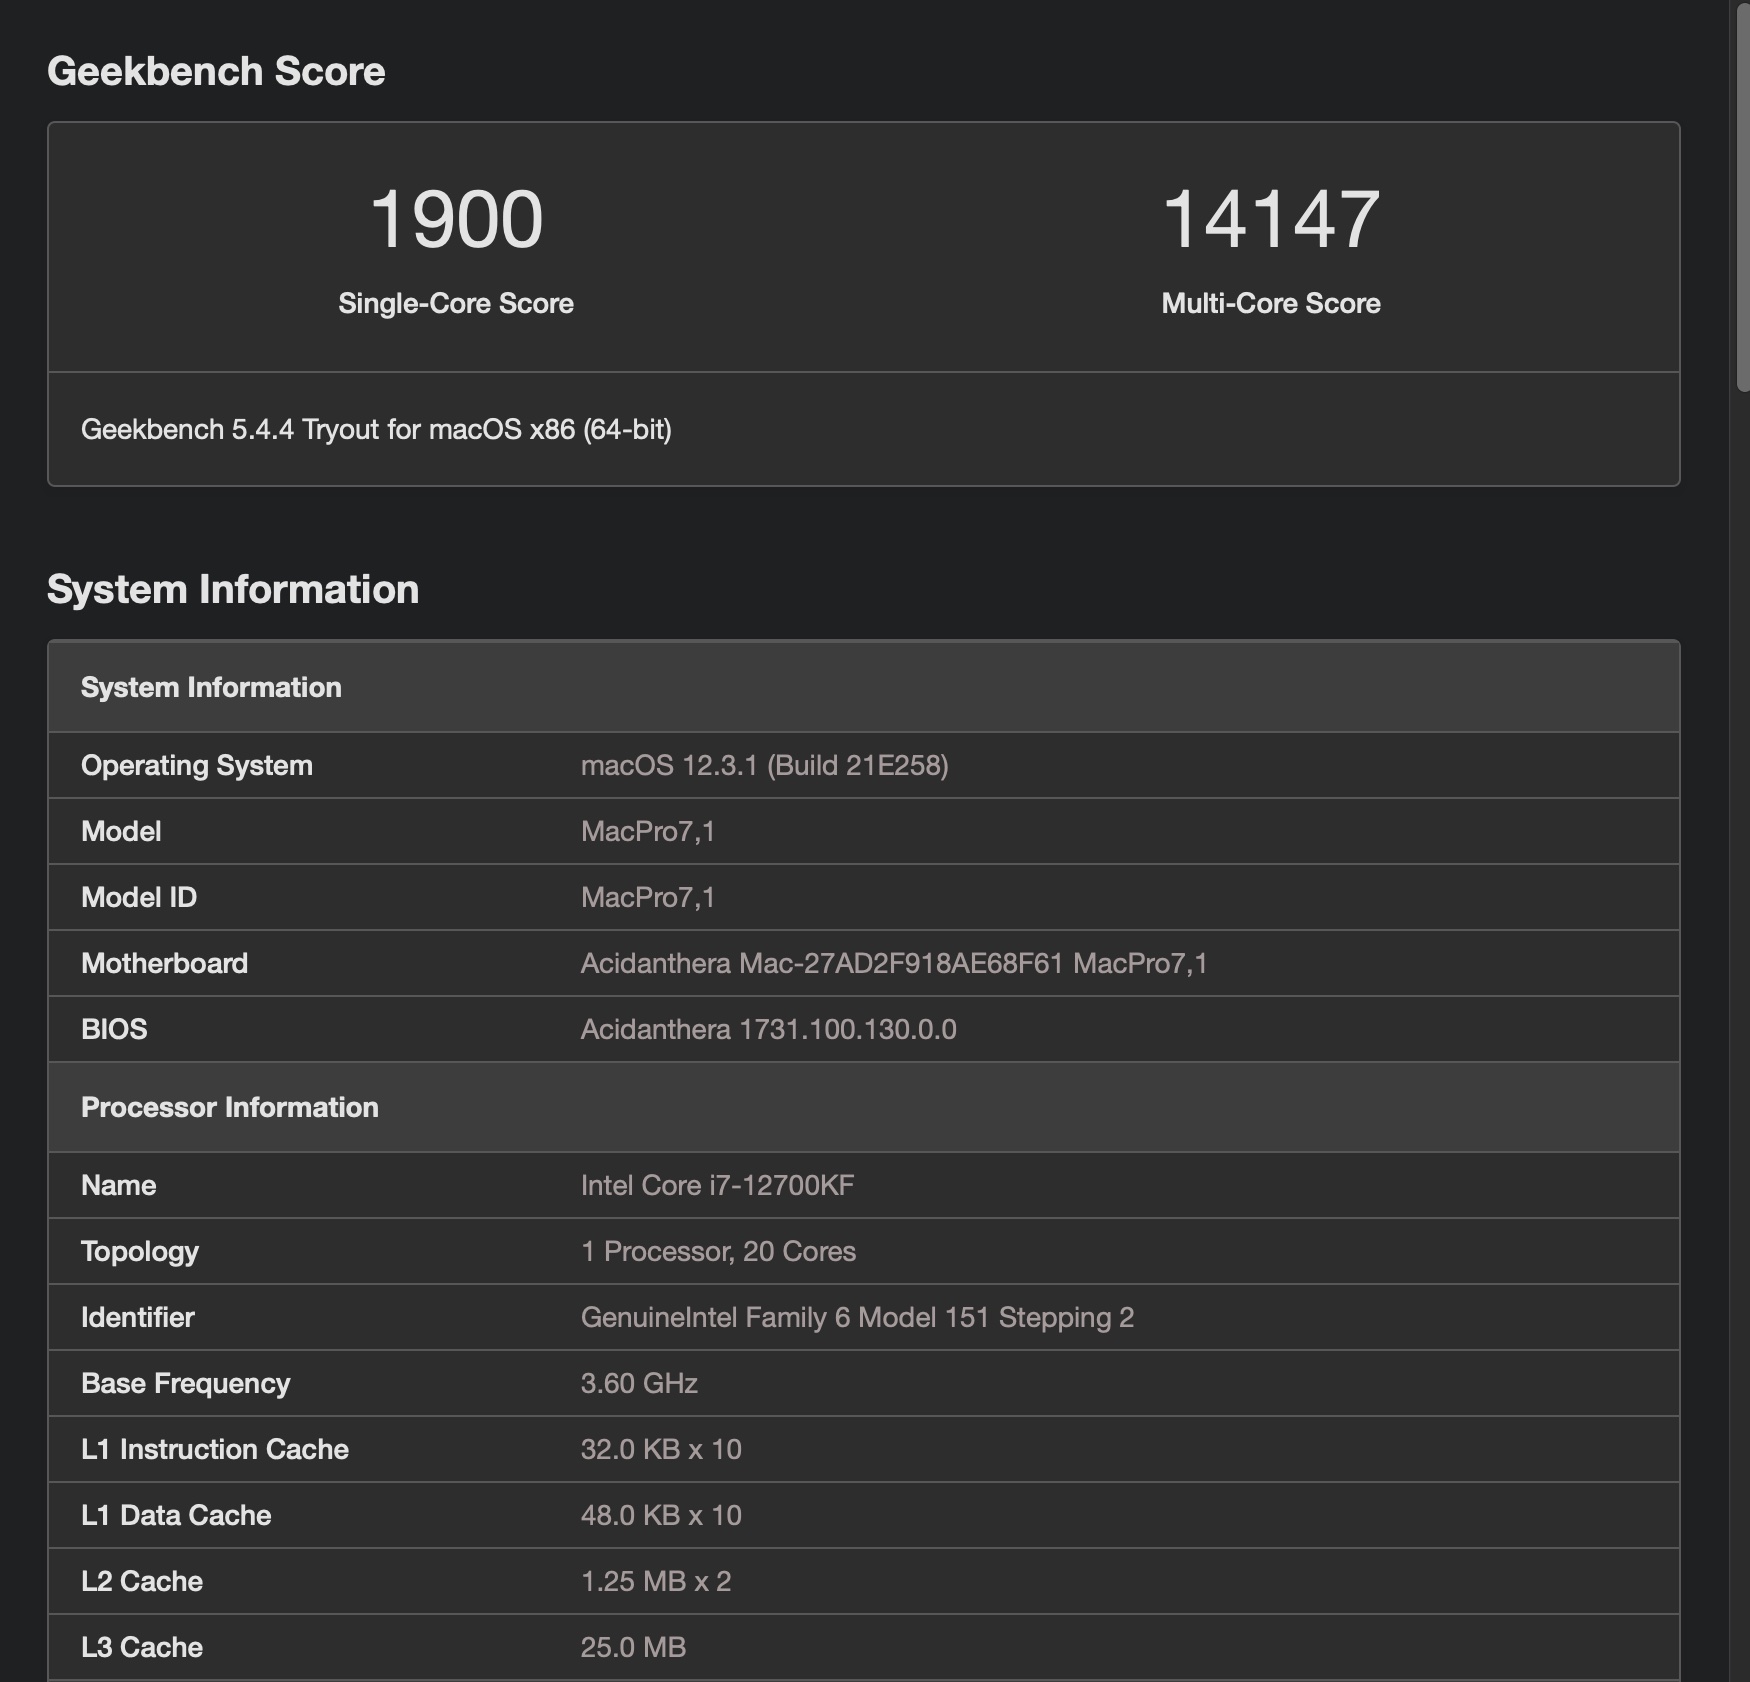 Geekbench Score
1900
Single-Core Score
14147
Multi-Core Score
Geekbench 5.4.4 Tryout for macOS x86 (64-bit)
System Information
System Information
Operating System macOS 12.3.1 (Build 21E258)
Model MacPro7,1
Model ID MacPro7,1
Motherboard Acidanthera Mac-27AD2F918AE68F61 MacPro7,1
BIOS Acidanthera 1731.100.130.0.0
Processor Information
Name Intel Core i7-12700KF
Topology 1 Processor, 20 Cores
Identifier GenuineIntel Family 6 Model 151 Stepping 2
Base Frequency 3.60 GHz
L1 Instruction Cache 32.0 KB x 10
L1 Data Cache 48.0 KB x 10
L2 Cache 1.25 MB x 2
L3 Cache 25.0 MB